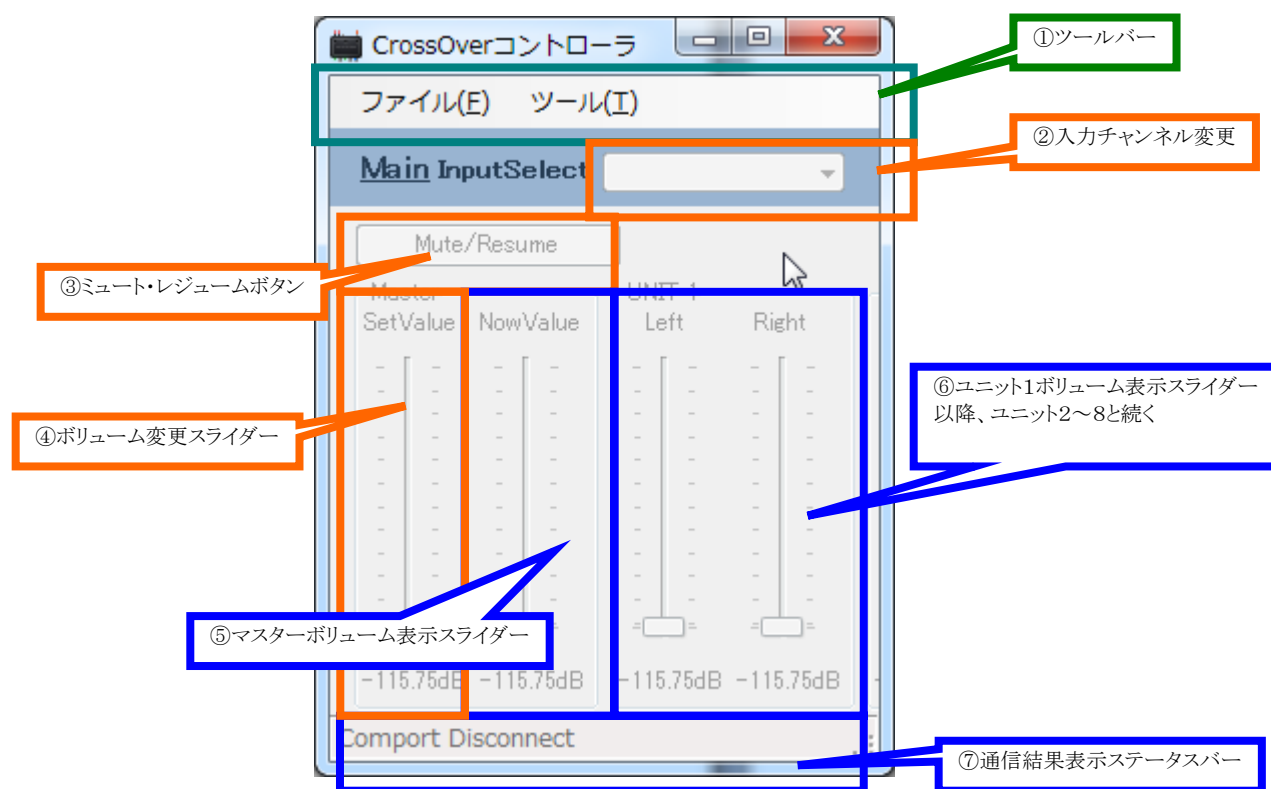 CrossOverコントローラ
①ツールバー
ファイル(F) ツール(T)
②入力チャンネル変更
Main InputSelect
Mute/Resume
③ミュート・レジュームボタン
Master
UNIT 1
SetValue
NowValue
Left
Right
⑥ユニット1ボリューム表示スライダー
以降、ユニット2～8と続く
④ボリューム変更スライダー
⑤マスターボリューム表示スライダー
-115.75dB
-115.75dB
-115.75dB
-115.75dB
Comport Disconnect
⑦通信結果表示ステータスバー